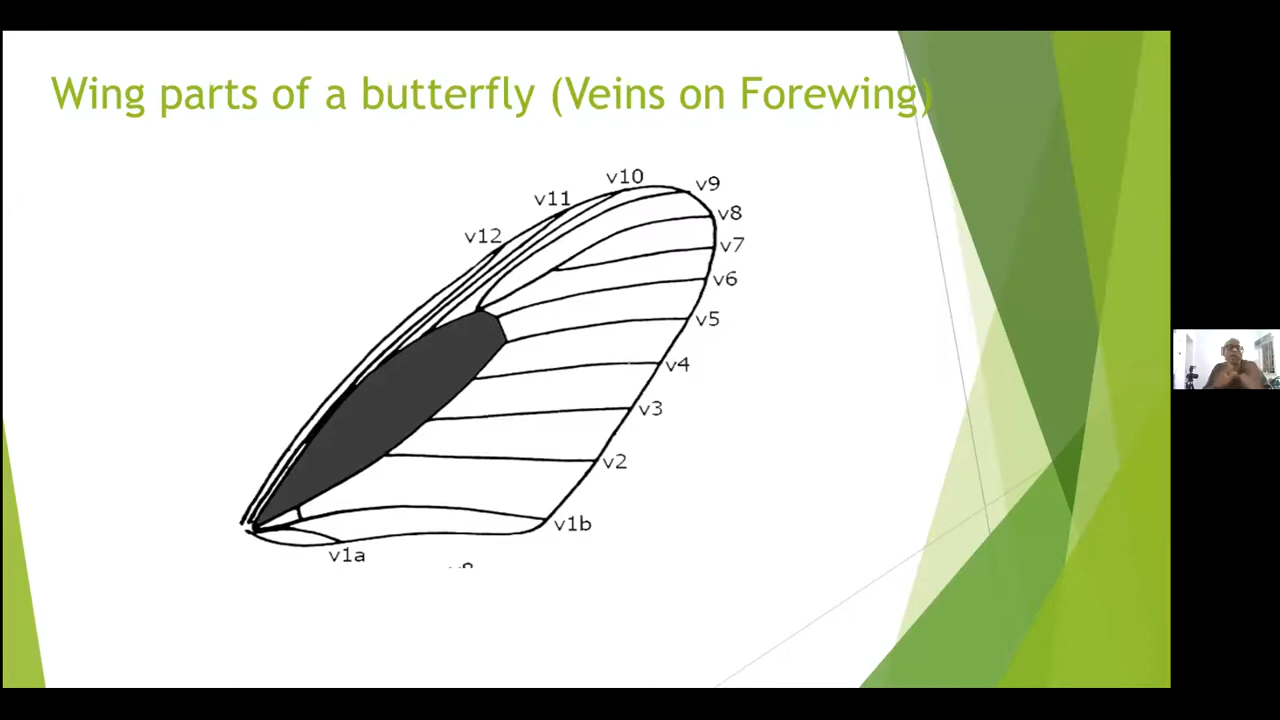 Wing parts of a butterfly (Veins on Forewing)
v10
v9
v11
v8
v12
v7
v6
v5
v4
v3
v2
v1b
v1a